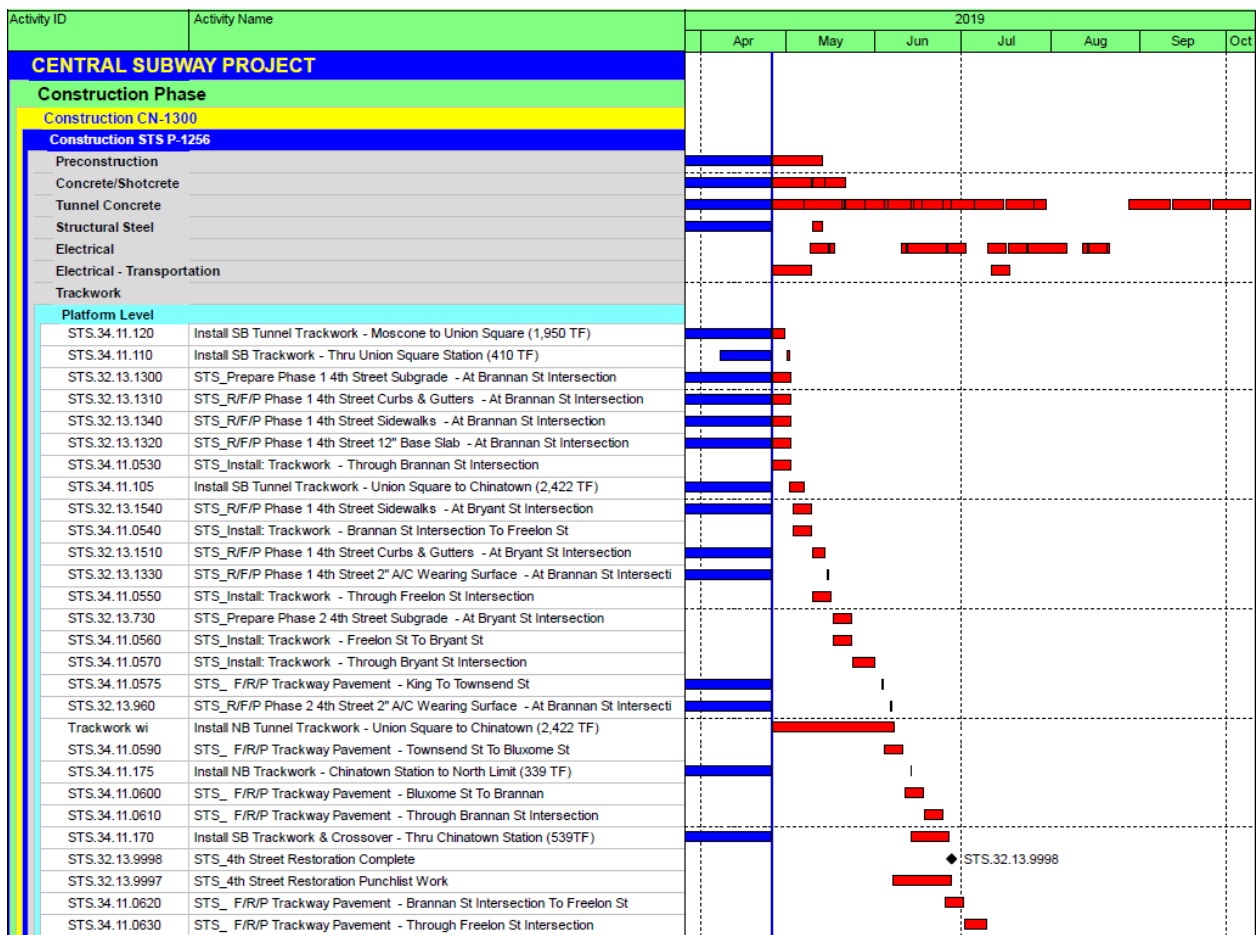 Activity ID Activity Name 2019
Apr May Jun Jul Aug Sep Oct
CENTRAL SUBWAY PROJECT
Construction Phase
Construction CN-1300
Construction STS P-1256
Preconstruction
Concrete/Shotcrete
Tunnel Concrete
Structural Steel
Electrical
Electrical - Transportation
Trackwork
Platform Level
STS.34.11.120 Install SB Tunnel Trackwork - Moscone to Union Square (1,950 TF)
STS.34.11.110 Install SB Trackwork - Thru Union Square Station (410 TF)
STS.32.13.1300 STS_Prepare Phase 1 4th Street Subgrade - At Brannan St Intersection
STS.32.13.1310 STS_R/F/P Phase 1 4th Street Curbs & Gutters - At Brannan St Intersection
STS.32.13.1340 STS_R/F/P Phase 1 4th Street Sidewalks - At Brannan St Intersection
STS.32.13.1320 STS_R/F/P Phase 1 4th Street 12" Base Slab - At Brannan St Intersection
STS.34.11.0530 STS_Install: Trackwork - Through Brannan St Intersection
STS.34.11.105 Install SB Tunnel Trackwork - Union Square to Chinatown (2,422 TF)
STS.32.13.1540 STS_R/F/P Phase 1 4th Street Sidewalks - At Bryant St Intersection
STS.34.11.0540 STS_Install: Trackwork - Brannan St Intersection To Freelon St
STS.32.13.1510 STS_R/F/P Phase 1 4th Street Curbs & Gutters - At Bryant St Intersection
STS.32.13.1330 STS_R/F/P Phase 1 4th Street 2" A/C Wearing Surface - At Brannan St Intersecti
STS.34.11.0550 STS_Install: Trackwork - Through Freelon St Intersection
STS.32.13.730 STS_Prepare Phase 2 4th Street Subgrade - At Bryant St Intersection
STS.34.11.0560 STS_Install: Trackwork - Freelon St To Bryant St
STS.34.11.0570 STS_Install: Trackwork - Through Bryant St Intersection
STS.34.11.0575 STS_ F/R/P Trackway Pavement - King To Townsend St
STS.32.13.960 STS_R/F/P Phase 2 4th Street 2" A/C Wearing Surface - At Brannan St Intersecti
Trackwork wi Install NB Tunnel Trackwork - Union Square to Chinatown (2,422 TF)
STS.34.11.0590 STS_ F/R/P Trackway Pavement - Townsend St To Bluxome St
STS.34.11.175 Install NB Trackwork - Chinatown Station to North Limit (339 TF)
STS.34.11.0600 STS_ F/R/P Trackway Pavement - Bluxome St To Brannan
STS.34.11.0610 STS_ F/R/P Trackway Pavement - Through Brannan St Intersection
STS.34.11.170 Install SB Trackwork & Crossover - Thru Chinatown Station (539TF)
STS.32.13.9998 STS_4th Street Restoration Complete STS.32.13.9998
STS.32.13.9997 STS_4th Street Restoration Punchlist Work
STS.34.11.0620 STS_ F/R/P Trackway Pavement - Brannan St Intersection To Freelon St
STS.34.11.0630 STS_ F/R/P Trackway Pavement - Through Freelon St Intersection